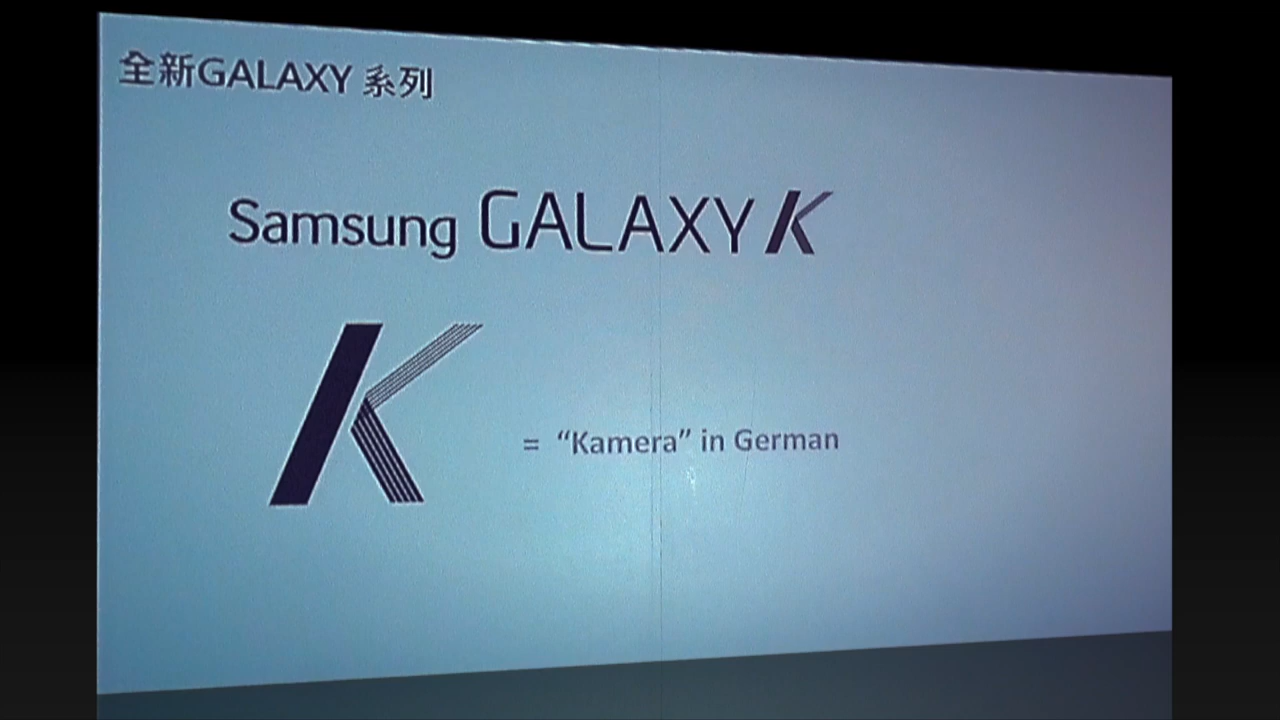 全新GALAXY 系列
Samsung GALAXY K
K
= “Kamera” in German